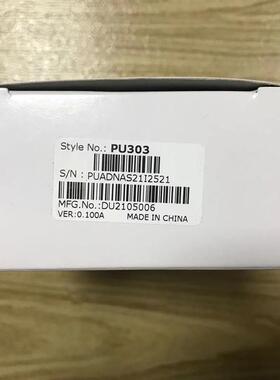 Style No.: PU303
S/N : PUADNAS21I2521
MFG.No.:DU2105006
VER:0.100A MADE IN CHINA